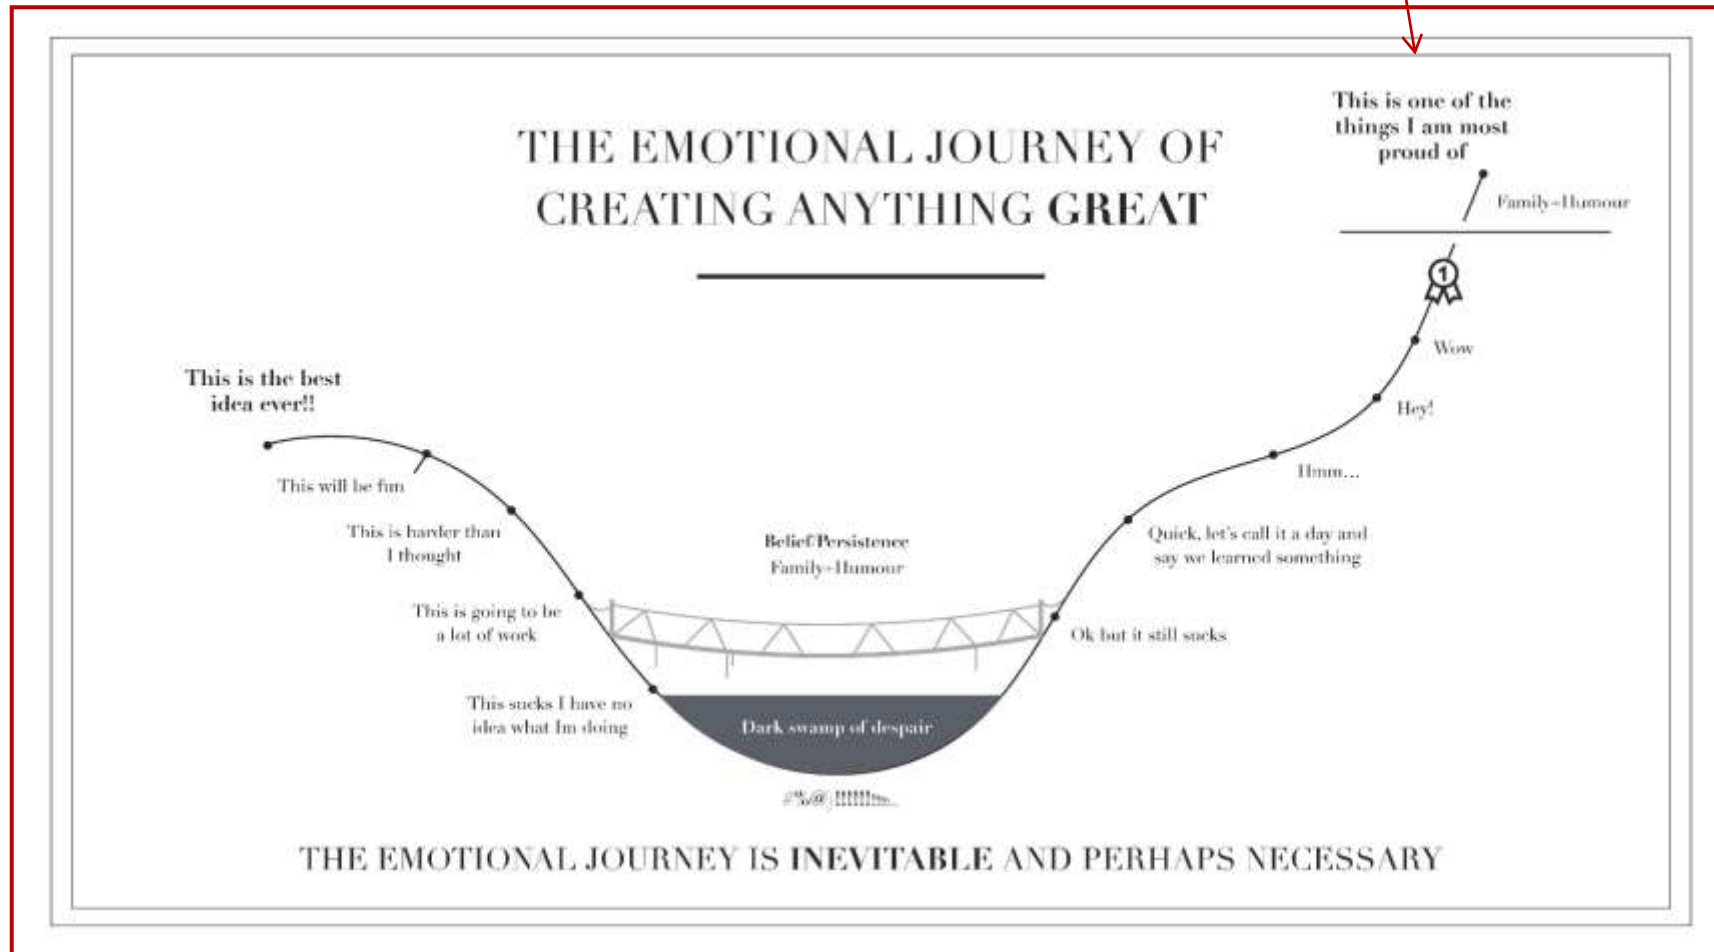 THE EMOTIONAL JOURNEY OF
CREATING ANYTHING GREAT
This is the best
idea ever!!
This will be fun
This is harder than
I thought
This is going to be
a lot of work
This sucks I have no
idea what Im doing
Belief/Persistence
Family+Humour
Dark swamp of despair
Ok but it still sucks
Quick, let's call it a day and
say we learned something
Hmm...
Hey!
Wow
1
Family+Humour
This is one of the
things I am most
proud of
THE EMOTIONAL JOURNEY IS INEVITABLE AND PERHAPS NECESSARY